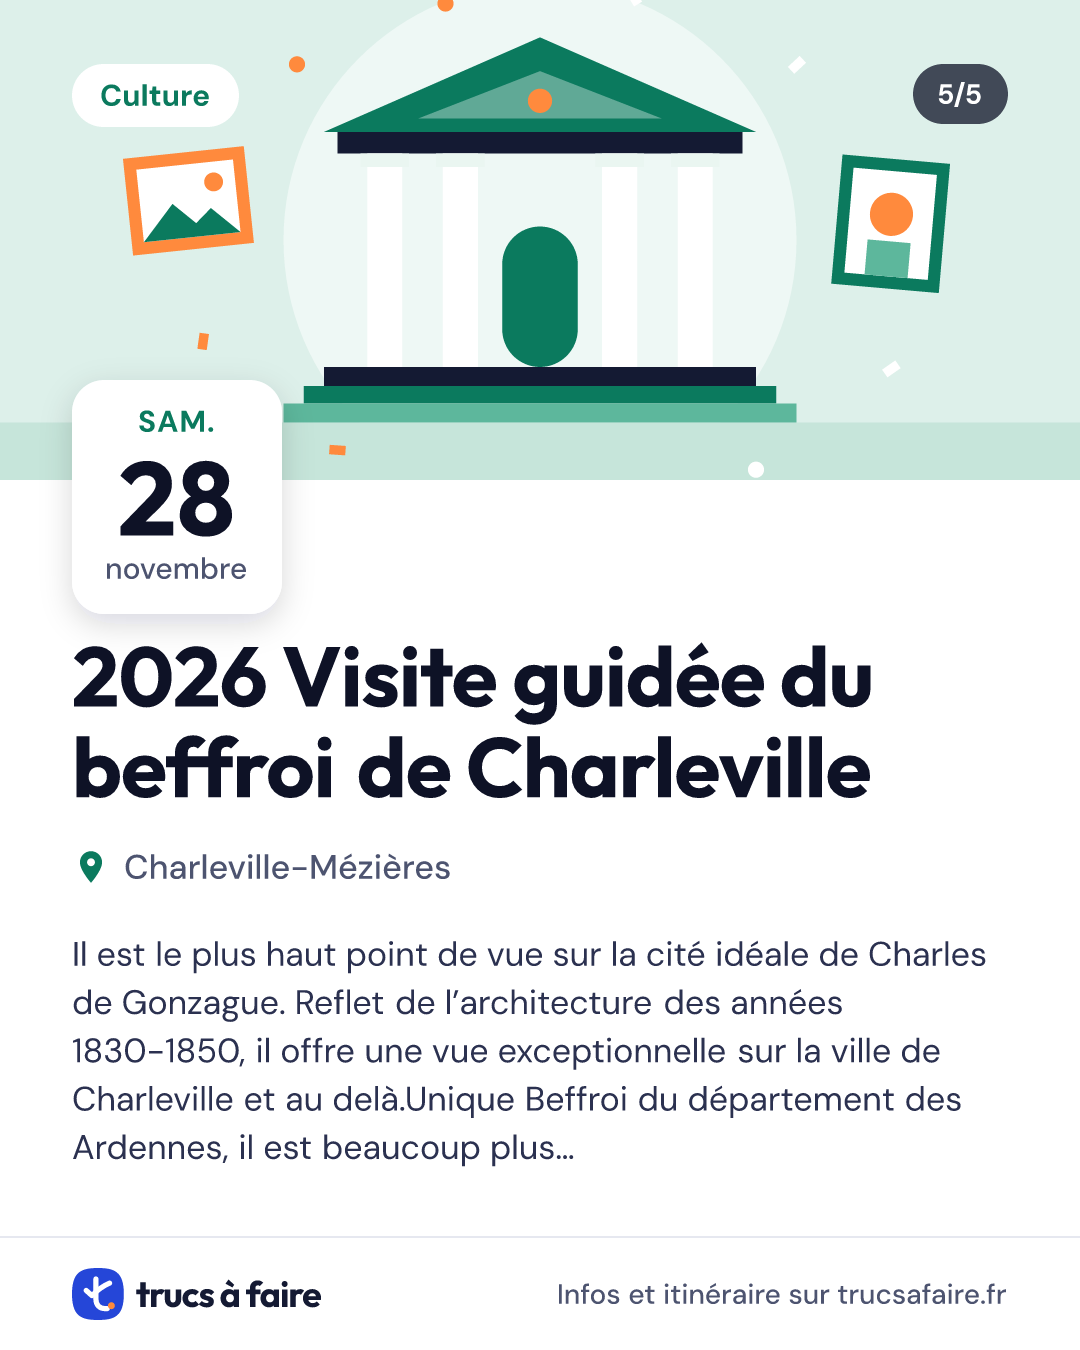 Culture
5/5
SAM.
28
novembre
2026 Visite guidée du
beffroi de Charleville
Charleville-Mézières
Il est le plus haut point de vue sur la cité idéale de Charles
de Gonzague. Reflet de l’architecture des années
1830-1850, il offre une vue exceptionnelle sur la ville de
Charleville et au delà.Unique Beffroi du département des
Ardennes, il est beaucoup plus…
trucs à faire
Infos et itinéraire sur trucsafaire.fr